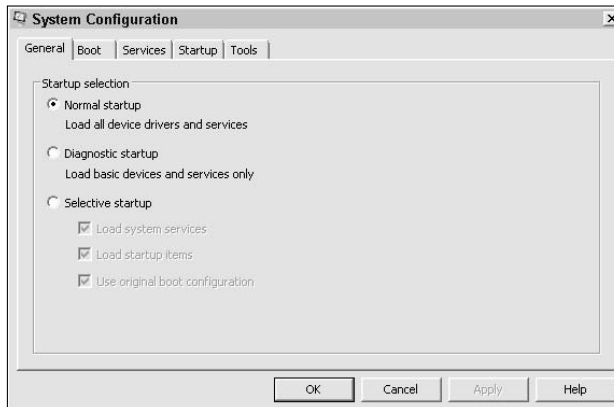 System Configuration
General Boot Services Startup Tools
Startup selection
Normal startup
Load all device drivers and services
Diagnostic startup
Load basic devices and services only
Selective startup
Load system services
Load startup items
Use original boot configuration
OK Cancel Apply Help